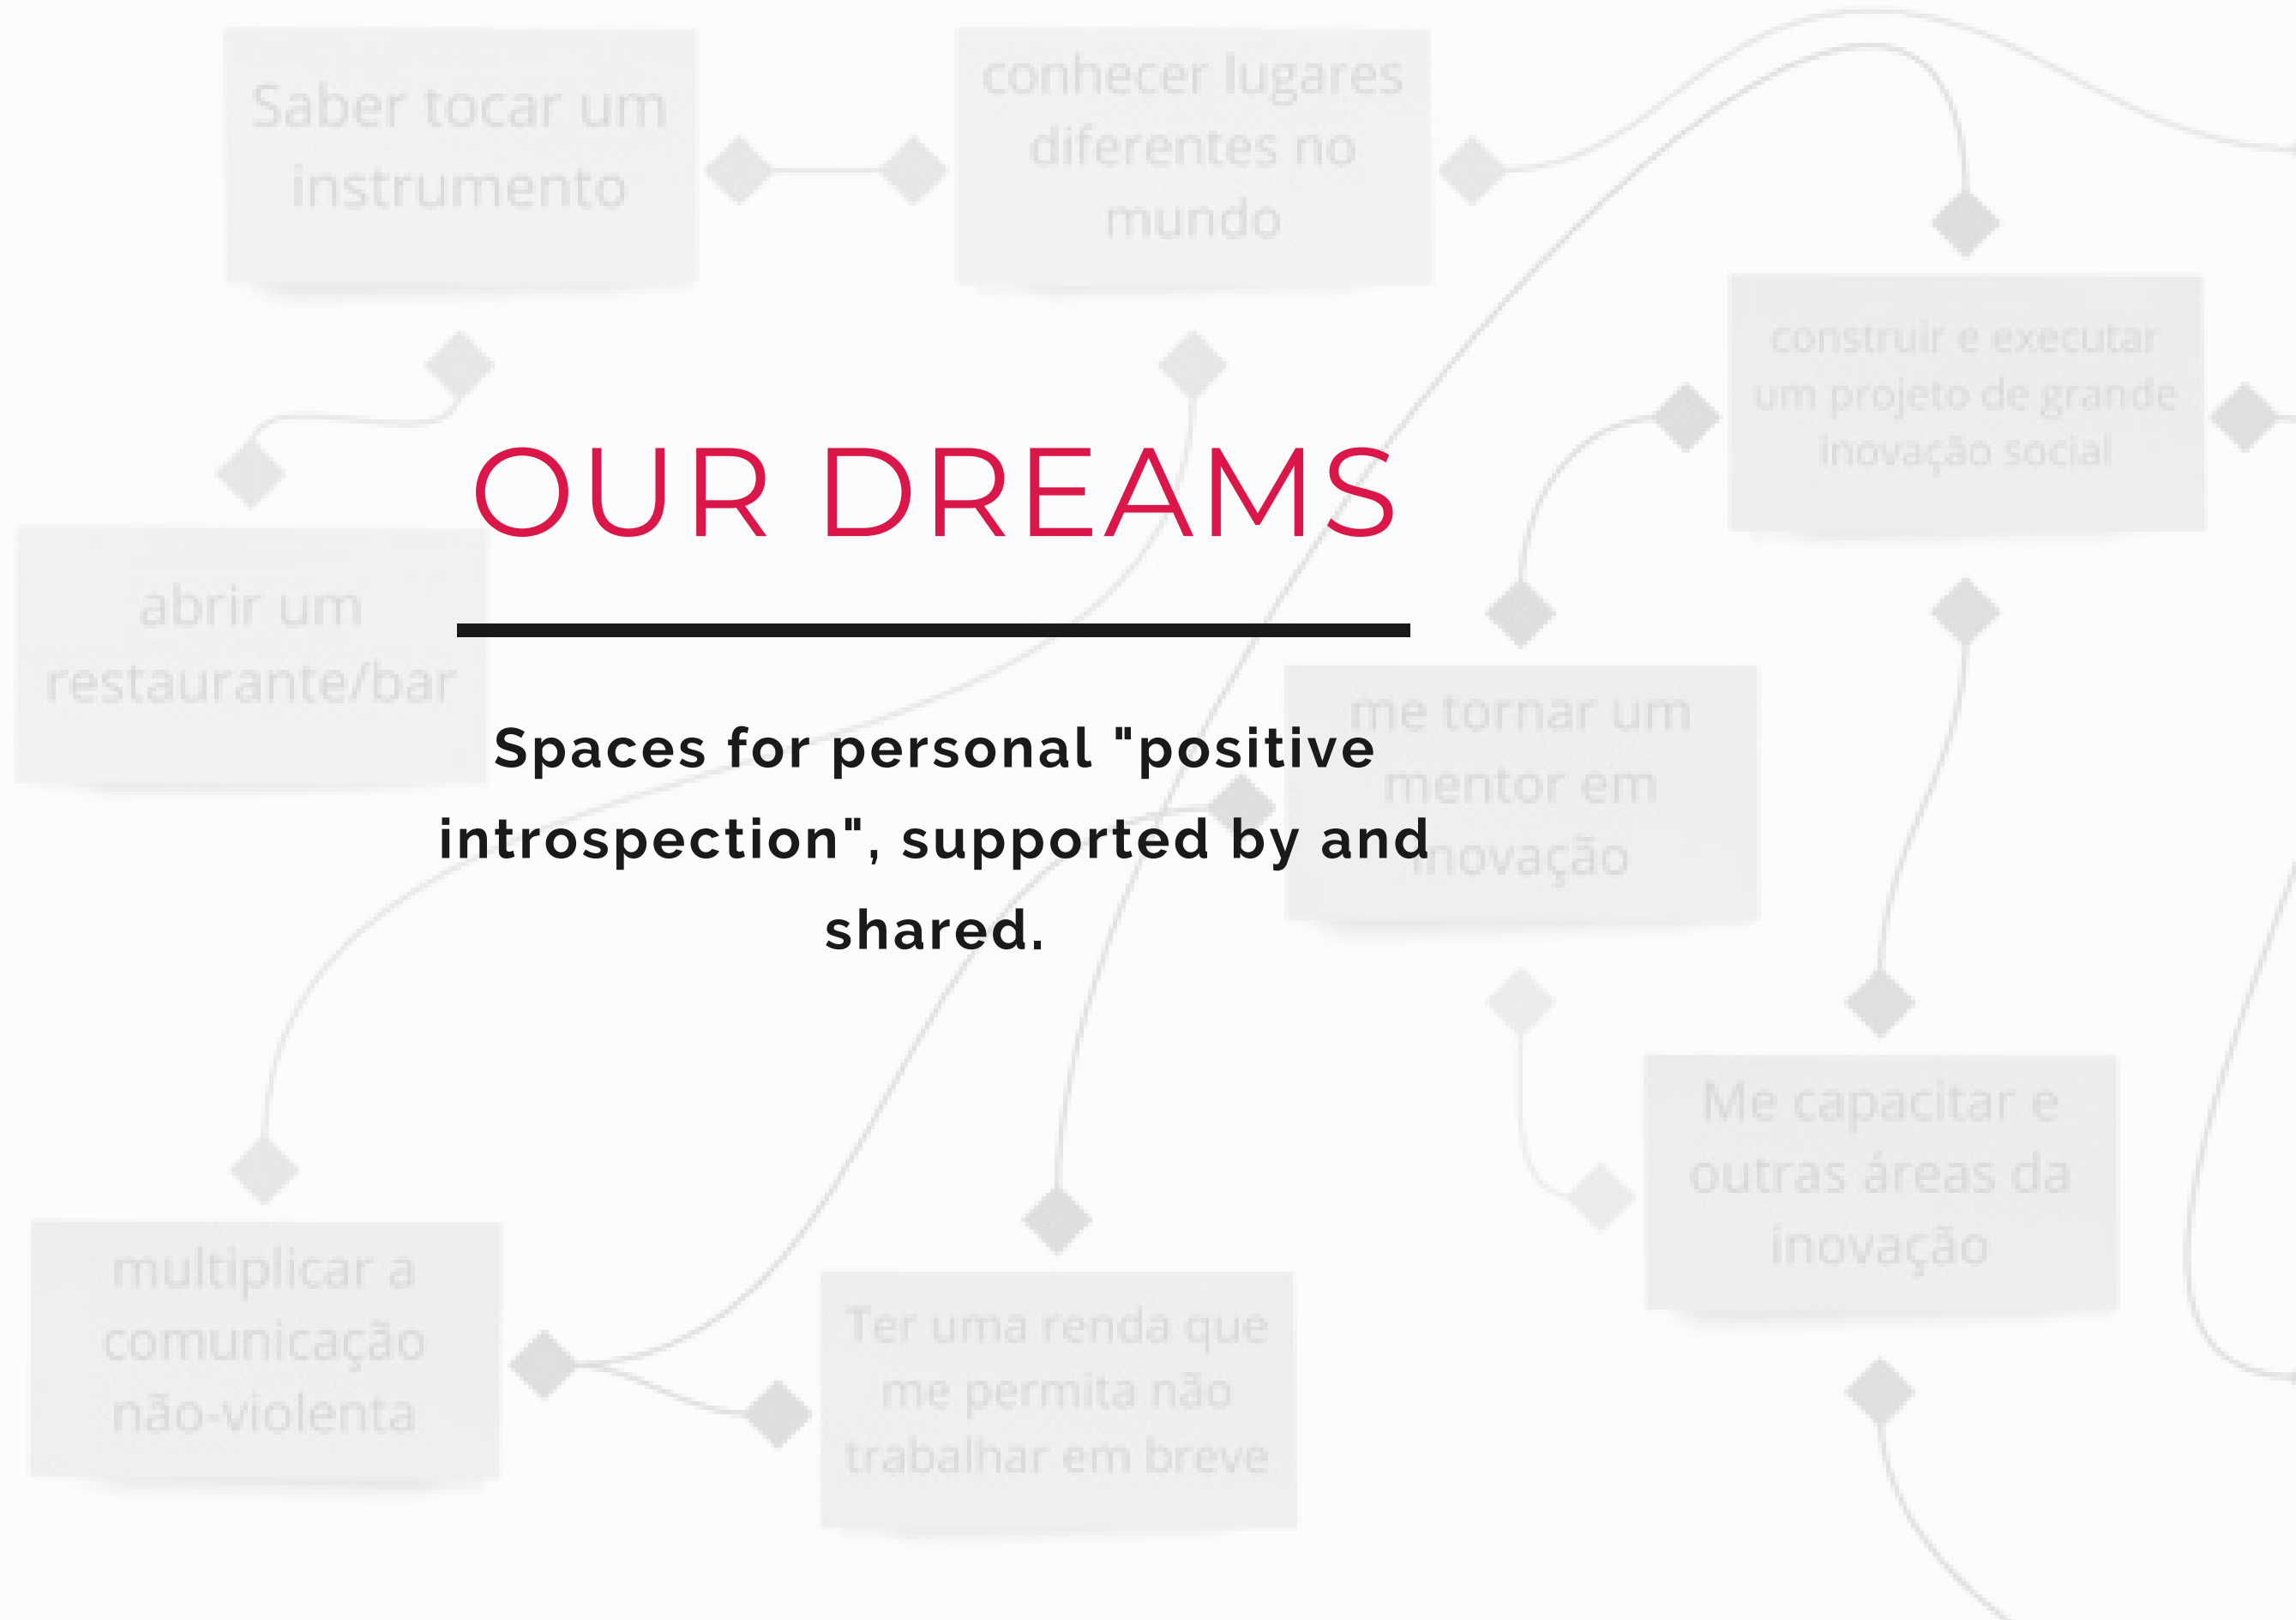 Saber tocar um
instrumento
conhecer lugares
diferentes no
mundo
construir e executar
um projeto de grande
inovação social
OUR DREAMS
abrir um
restaurante/bar
Spaces for personal "positive
introspection", supported by and
shared.
me tornar um
mentor em
inovação
Me capacitar e
outras áreas da
inovação
multiplicar a
comunicação
não-violenta
Ter uma renda que
me permita não
trabalhar em breve